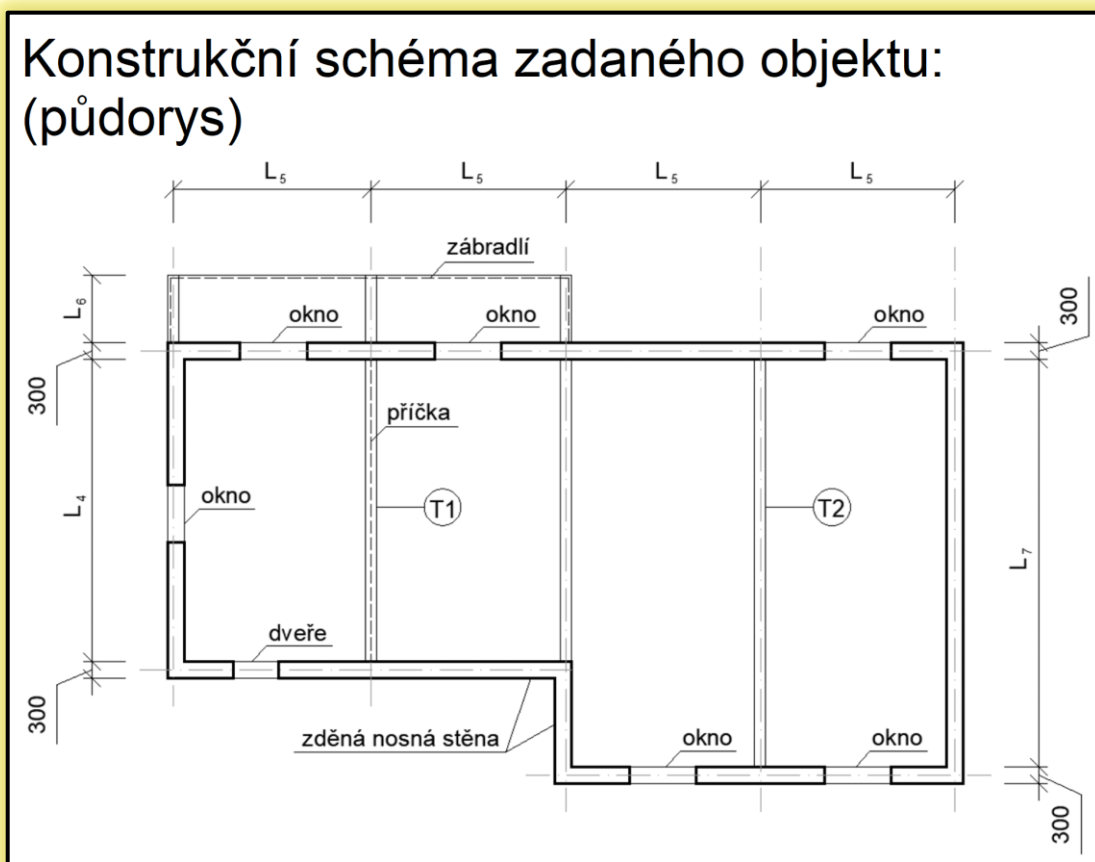 Konstrukční schéma zadaného objektu:
(půdorys)
L₅ L₅ L₅ L₅
zábradlí
L₆
okno okno okno
300
300
příčka
L₄
okno
T1 T2
L₇
dveře
300
zděná nosná stěna
okno okno
300